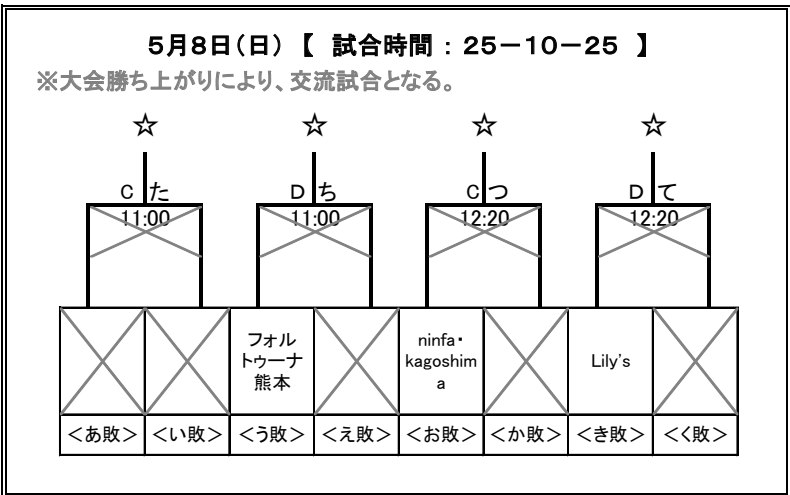 5月8日(日)【 試合時間 : 25-10-25 】
※大会勝ち上がりにより、交流試合となる。
☆ ☆ ☆ ☆
C た D ち C つ D て
11:00 11:00 12:20 12:20
フォル
トゥーナ
熊本
ninfa・
kagoshim
a
Lily's
<あ敗> <い敗> <う敗> <え敗> <お敗> <か敗> <き敗> <く敗>